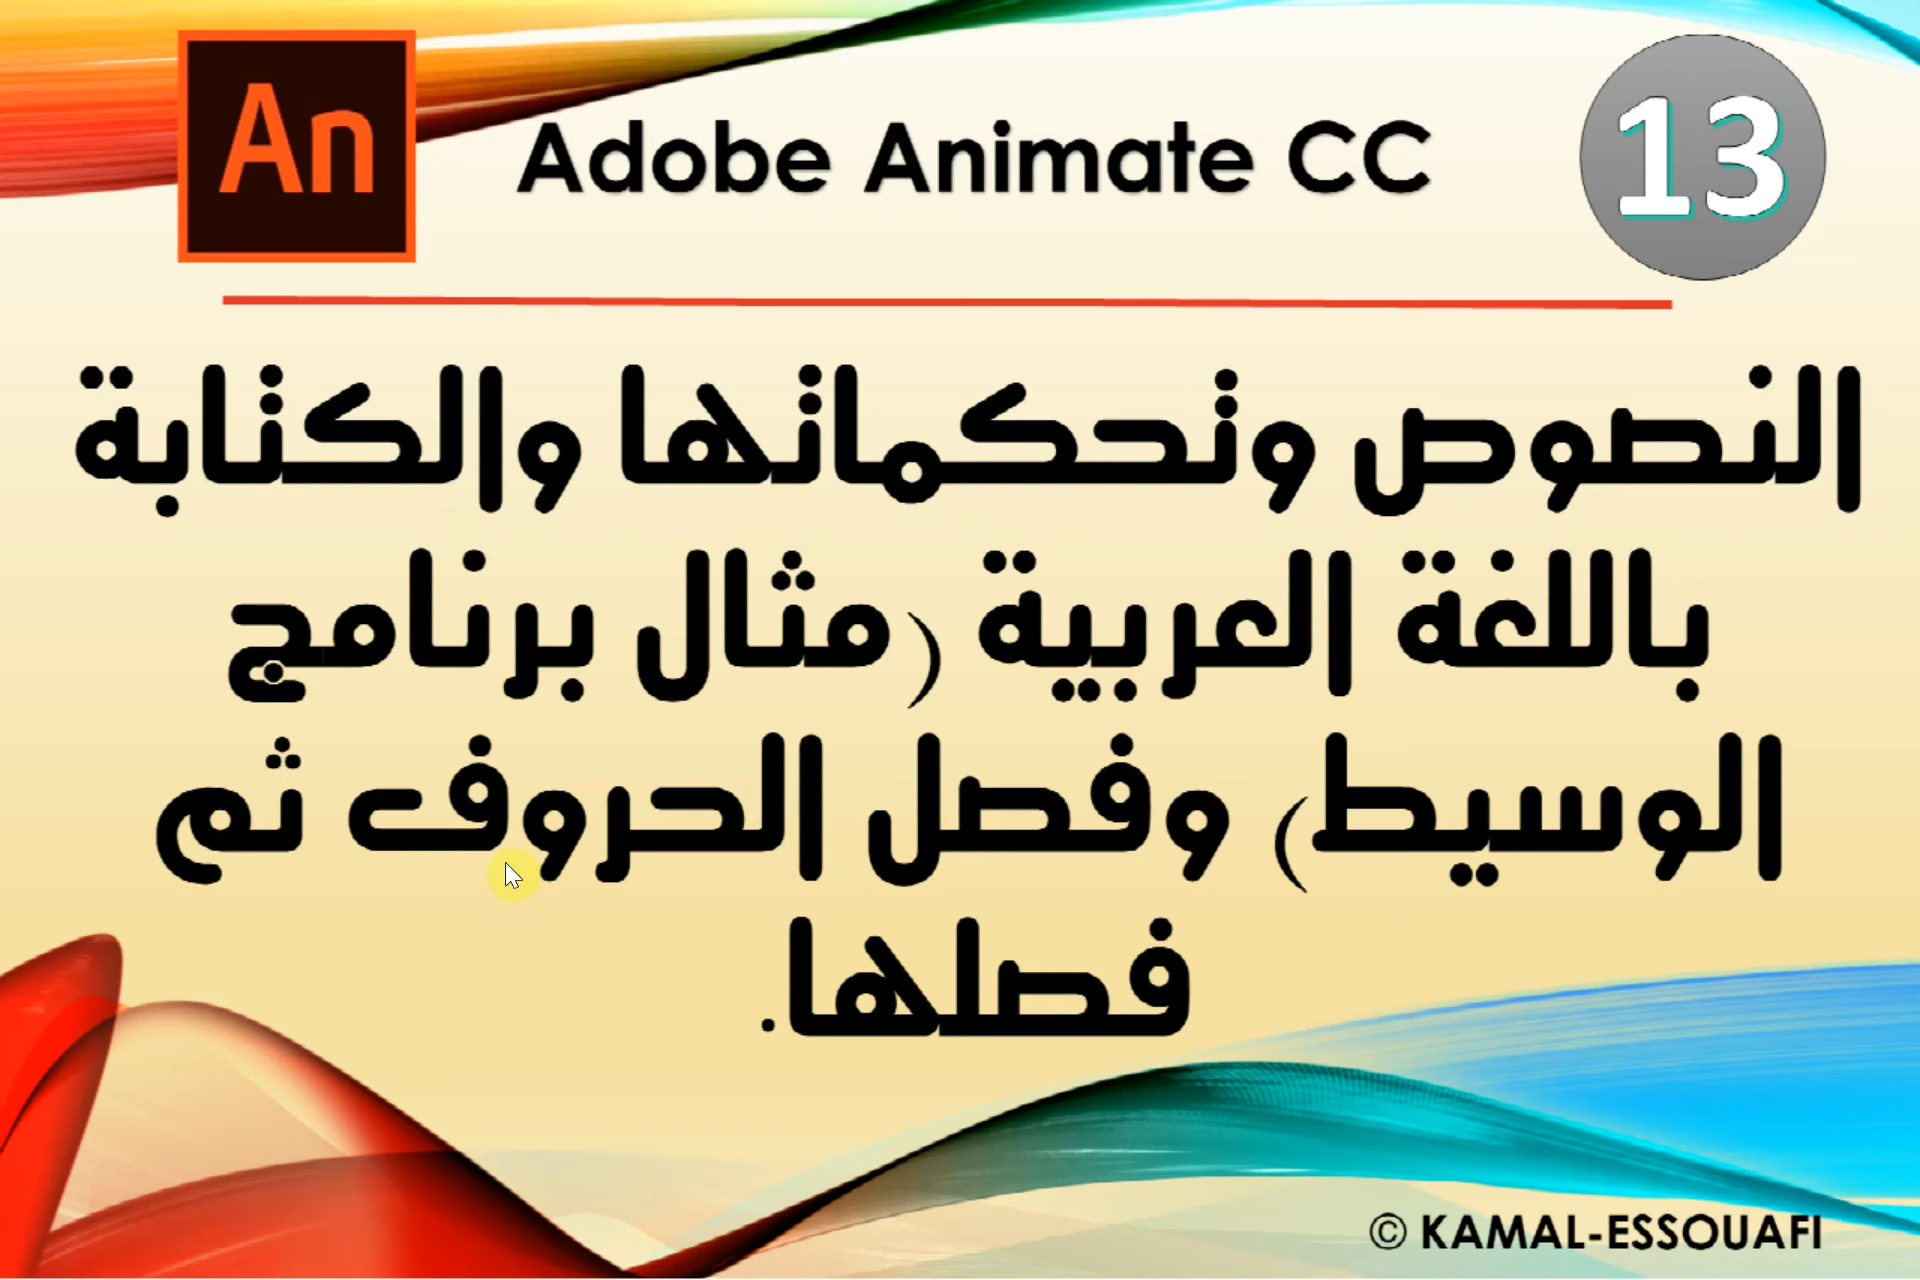 An
Adobe Animate CC
13
النصوص وتحكماتها والكتابة
باللغة العربية (مثال برنامج
الوسيط) وفصل الحروف ثم
فصلها.
© KAMAL-ESSOUAFI